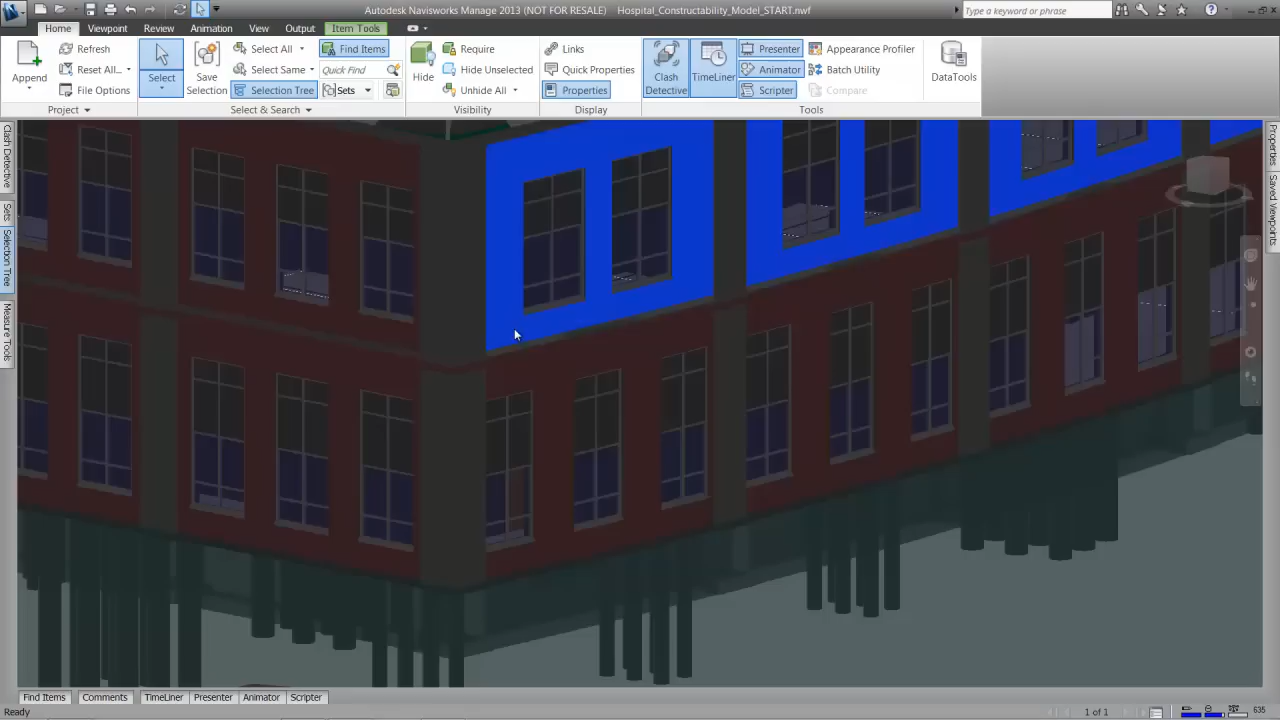 Autodesk Navisworks Manage 2013 (NOT FOR RESALE) Hospital_Constructability_Model_START.nwf
Type a keyword or phrase
Home Viewpoint Review Animation View Output Item Tools
Append
Refresh
Reset All...
File Options
Project
Select
Save Selection
Select All
Select Same
Selection Tree
Find Items
Quick Find
Sets
Select & Search
Hide
Require
Hide Unselected
Unhide All
Visibility
Links
Quick Properties
Properties
Display
Clash Detective
TimeLiner
Presenter
Animator
Scripter
Appearance Profiler
Batch Utility
Compare
DataTools
Tools
Clash Detective
Sets
Selection Tree
Measure Tools
Properties
Saved Viewpoints
Find Items Comments TimeLiner Presenter Animator Scripter
Ready
1 of 1
635